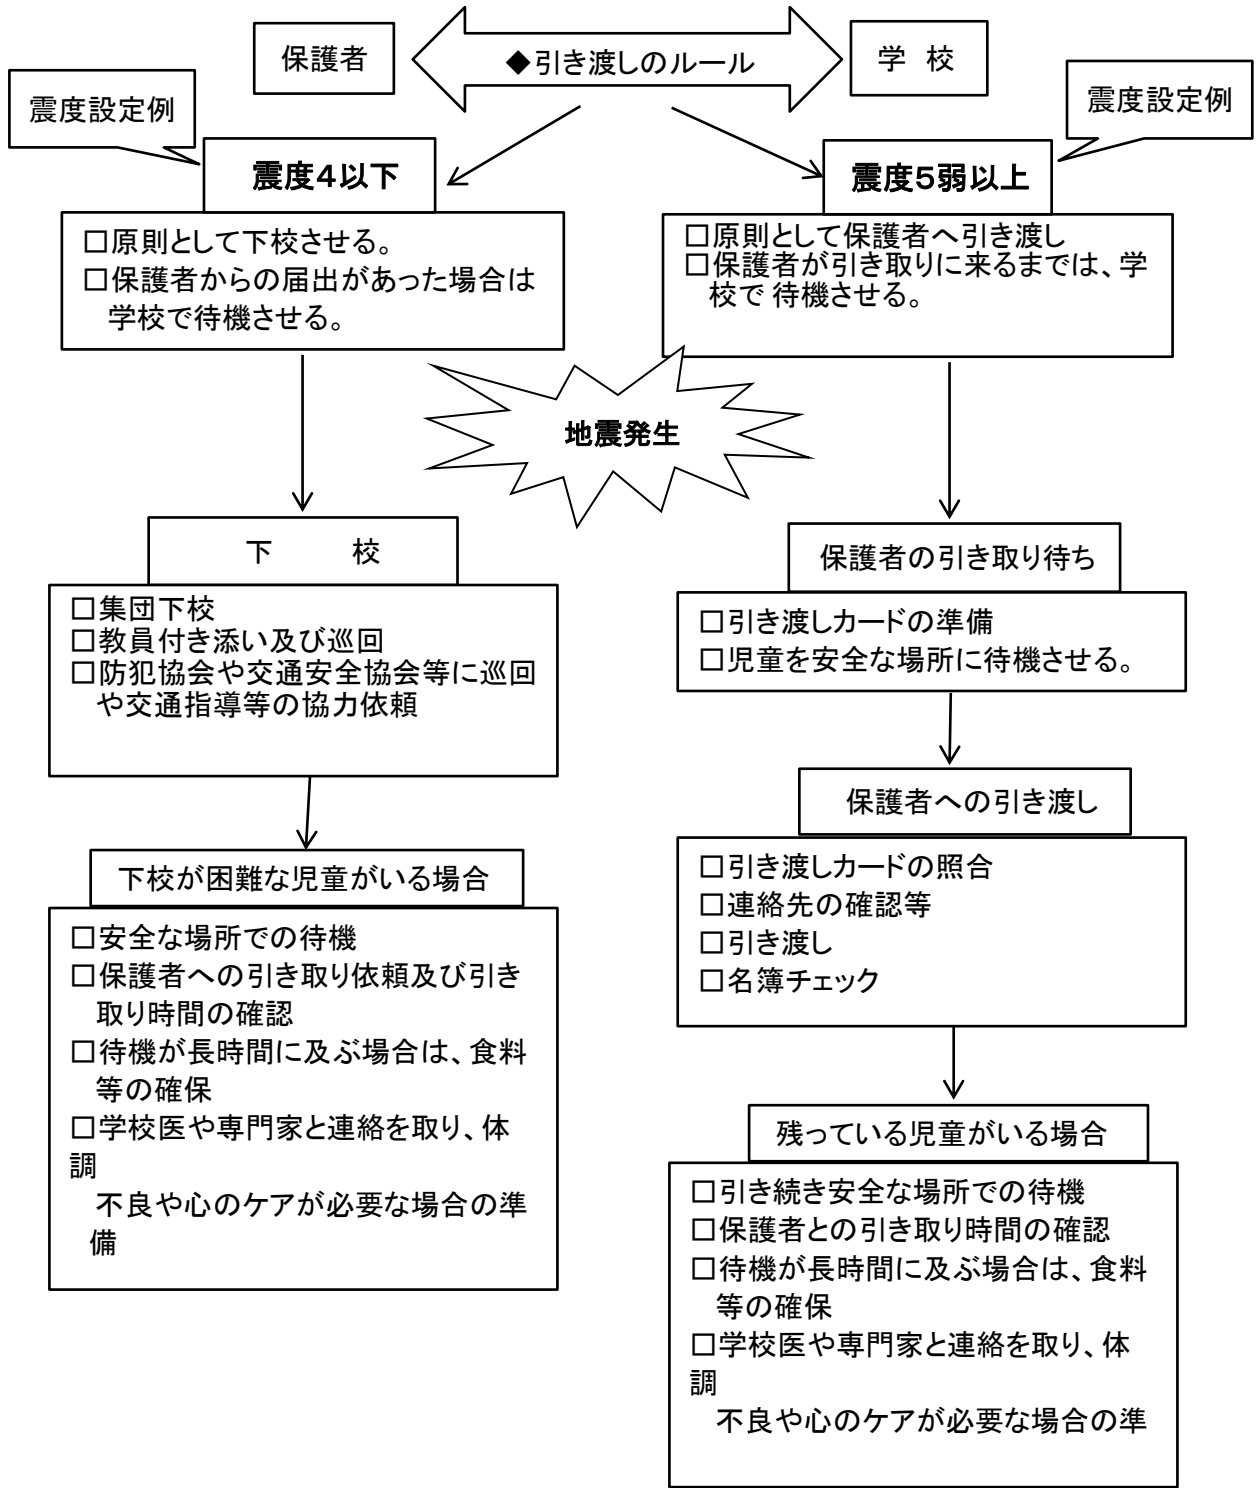 保護者
◆引き渡しのルール
学 校
震度設定例
震度設定例
震度４以下
□原則として下校させる。
□保護者からの届出があった場合は
学校で待機させる。
震度５弱以上
□原則として保護者へ引き渡し
□保護者が引き取りに来るまでは、学
校で 待機させる。
地震発生
下 校
□集団下校
□教員付き添い及び巡回
□防犯協会や交通安全協会等に巡回
や交通指導等の協力依頼
下校が困難な児童がいる場合
□安全な場所での待機
□保護者への引き取り依頼及び引き
取り時間の確認
□待機が長時間に及ぶ場合は、食料
等の確保
□学校医や専門家と連絡を取り、体
調
不良や心のケアが必要な場合の準
備
保護者の引き取り待ち
□引き渡しカードの準備
□児童を安全な場所に待機させる。
保護者への引き渡し
□引き渡しカードの照合
□連絡先の確認等
□引き渡し
□名簿チェック
残っている児童がいる場合
□引き続き安全な場所での待機
□保護者との引き取り時間の確認
□待機が長時間に及ぶ場合は、食料
等の確保
□学校医や専門家と連絡を取り、体
調
不良や心のケアが必要な場合の準